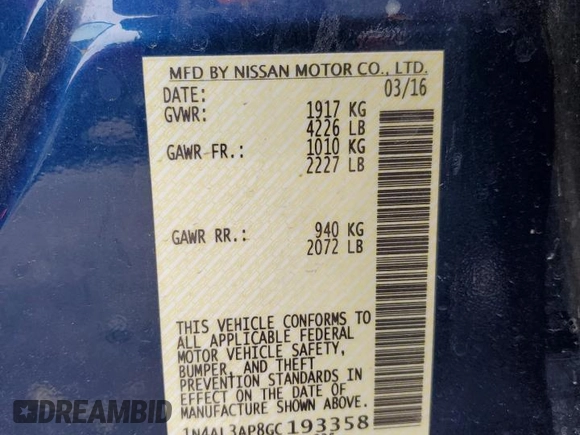 MFD BY NISSAN MOTOR CO., LTD.
DATE: 03/16
GVWR: 1917 KG
4226 LB
GAWR FR.: 1010 KG
2227 LB
GAWR RR.: 940 KG
2072 LB
THIS VEHICLE CONFORMS TO
ALL APPLICABLE FEDERAL
MOTOR VEHICLE SAFETY,
BUMPER, AND THEFT
PREVENTION STANDARDS IN
EFFECT ON THE DATE OF
MANUFACTURE SHOWN ABOVE.
1N4AL3AP8GC193358
EASTERBID